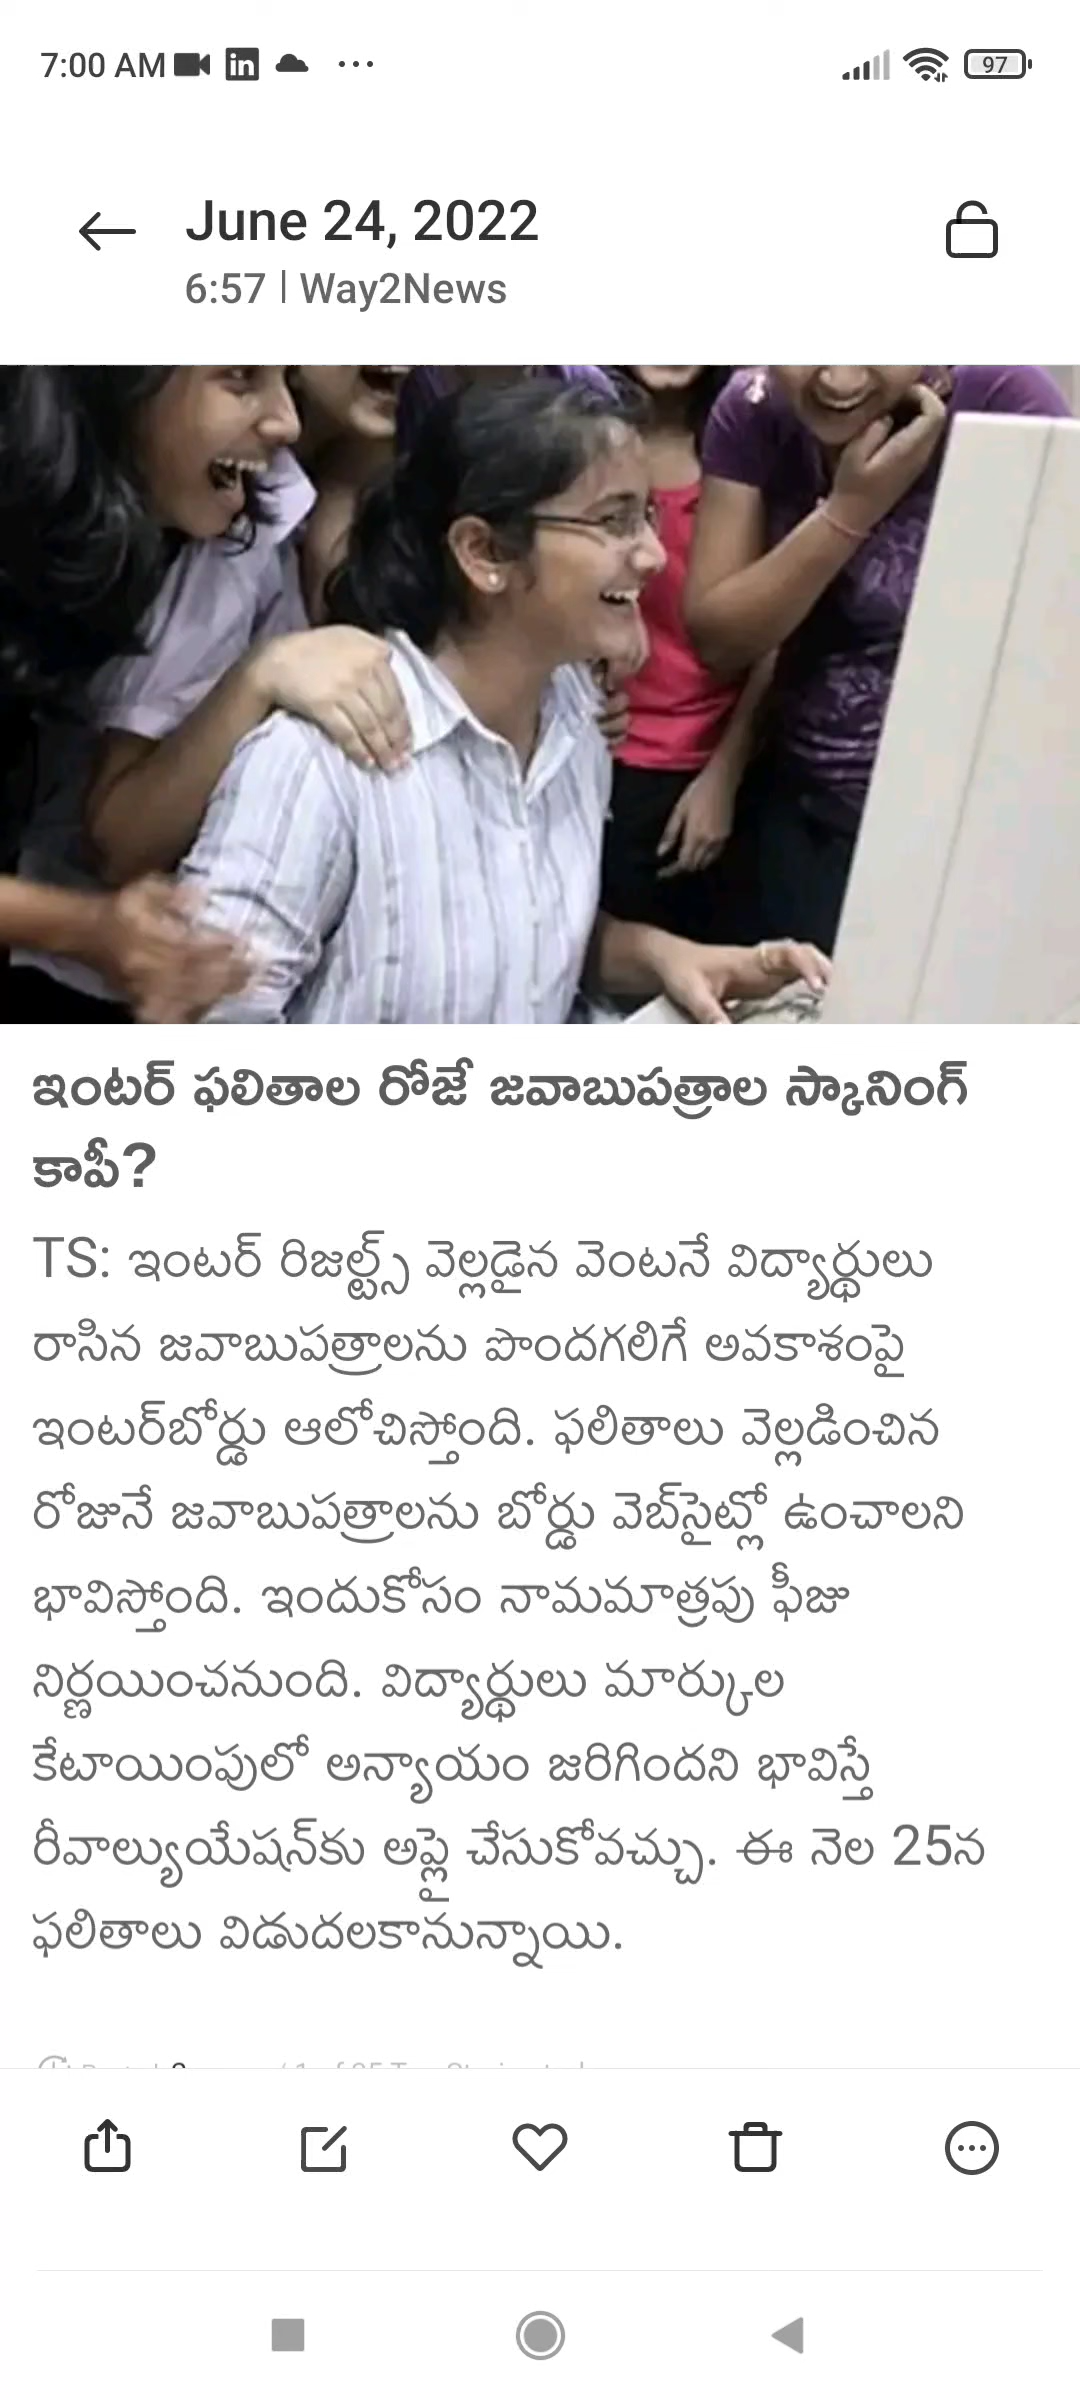 7:00 AM
97
June 24, 2022
6:57 | Way2News
ఇంటర్ ఫలితాల రోజే జవాబుపత్రాల స్కానింగ్
కాపీ?
TS: ఇంటర్ రిజల్ట్స్ వెల్లడైన వెంటనే విద్యార్థులు
రాసిన జవాబుపత్రాలను పొందగలిగే అవకాశంపై
ఇంటర్‌బోర్డు ఆలోచిస్తోంది. ఫలితాలు వెల్లడించిన
రోజునే జవాబుపత్రాలను బోర్డు వెబ్‌సైట్లో ఉంచాలని
భావిస్తోంది. ఇందుకోసం నామమాత్రపు ఫీజు
నిర్ణయించనుంది. విద్యార్థులు మార్కుల
కేటాయింపులో అన్యాయం జరిగిందని భావిస్తే
రీవాల్యుయేషన్‌కు అప్లై చేసుకోవచ్చు. ఈ నెల 25న
ఫలితాలు విడుదలకానున్నాయి.